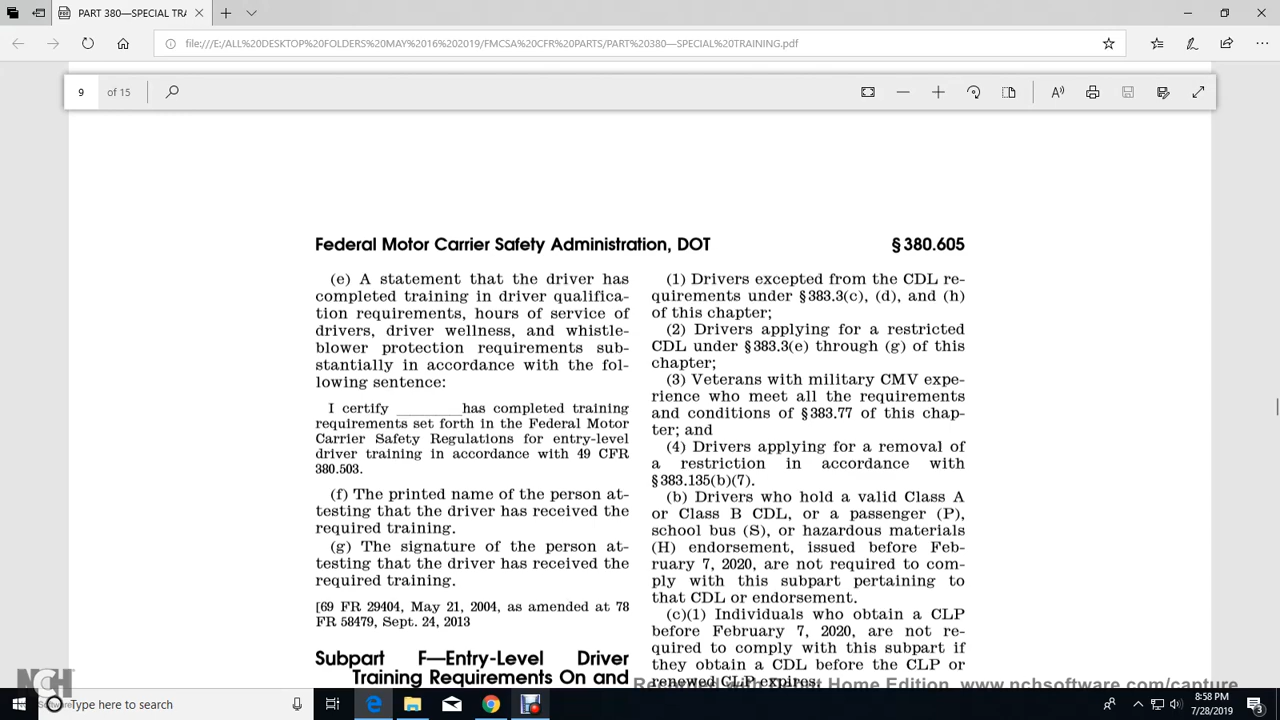 PART 380—SPECIAL TRA
file:///E:/ALL%20DESKTOP%20FOLDERS%20MAY%2016%202019/FMCSA%20CFR%20PARTS/PART%20380—SPECIAL%20TRAINING.pdf
9 of 15
Federal Motor Carrier Safety Administration, DOT § 380.605
(e) A statement that the driver has
completed training in driver qualifica-
tion requirements, hours of service of
drivers, driver wellness, and whistle-
blower protection requirements sub-
stantially in accordance with the fol-
lowing sentence:
I certify ________has completed training
requirements set forth in the Federal Motor
Carrier Safety Regulations for entry-level
driver training in accordance with 49 CFR
380.503.
(f) The printed name of the person at-
testing that the driver has received the
required training.
(g) The signature of the person at-
testing that the driver has received the
required training.
[69 FR 29404, May 21, 2004, as amended at 78
FR 58479, Sept. 24, 2013
Subpart F—Entry-Level Driver
Training Requirements On and
(1) Drivers excepted from the CDL re-
quirements under § 383.3(c), (d), and (h)
of this chapter;
(2) Drivers applying for a restricted
CDL under § 383.3(e) through (g) of this
chapter;
(3) Veterans with military CMV expe-
rience who meet all the requirements
and conditions of § 383.77 of this chap-
ter; and
(4) Drivers applying for a removal of
a restriction in accordance with
§ 383.135(b)(7).
(b) Drivers who hold a valid Class A
or Class B CDL, or a passenger (P),
school bus (S), or hazardous materials
(H) endorsement, issued before Feb-
ruary 7, 2020, are not required to com-
ply with this subpart pertaining to
that CDL or endorsement.
(c)(1) Individuals who obtain a CLP
before February 7, 2020, are not re-
quired to comply with this subpart if
they obtain a CDL before the CLP or
renewed CLP expires.
Home Edition www.nchsoftware.com/capture
NCH
Type here to search
8:58 PM
7/28/2019
3